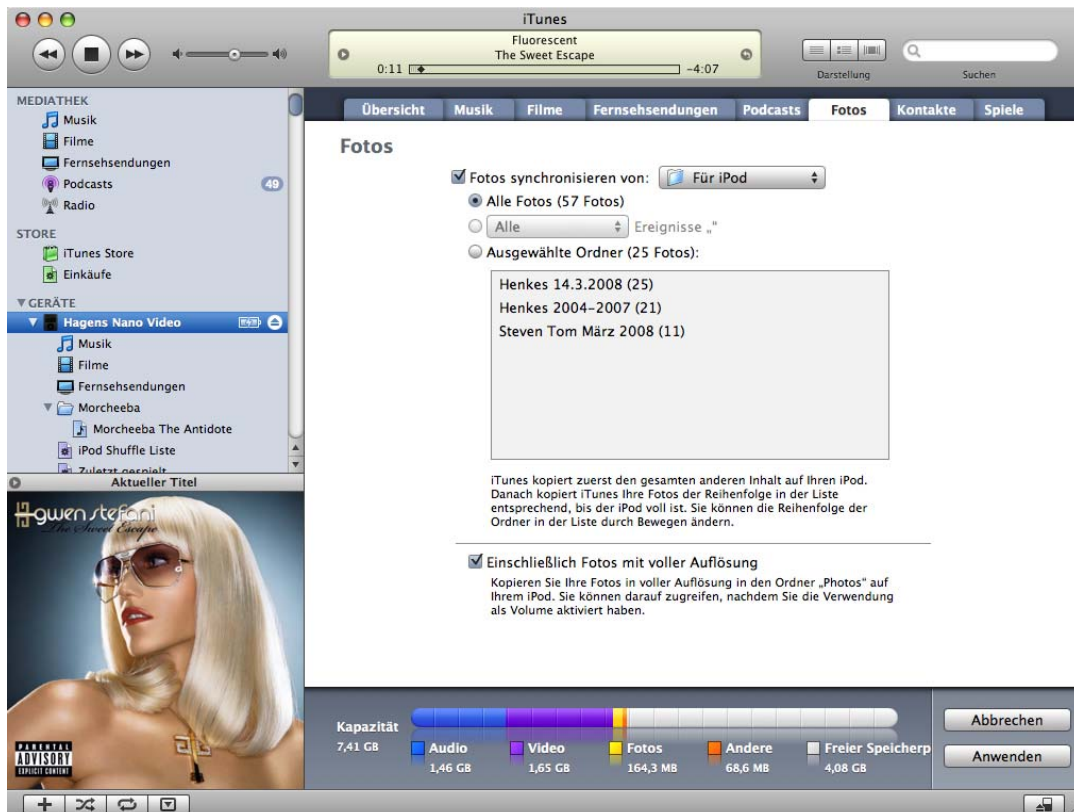 iTunes
Fluorescent
The Sweet Escape
0:11
-4:07
Darstellung
Suchen
MEDIATHEK
Musik
Filme
Fernsehsendungen
Podcasts 49
Radio
STORE
iTunes Store
Einkäufe
GERÄTE
Hagens Nano Video
Musik
Filme
Fernsehsendungen
Morcheeba
Morcheeba The Antidote
iPod Shuffle Liste
Zuletzt gespielt
Aktueller Titel
gwen stefani
The Sweet Escape
PARENTAL
ADVISORY
EXPLICIT CONTENT
Übersicht Musik Filme Fernsehsendungen Podcasts Fotos Kontakte Spiele
Fotos
Fotos synchronisieren von: Für iPod
Alle Fotos (57 Fotos)
Alle Ereignisse „“
Ausgewählte Ordner (25 Fotos):
Henkes 14.3.2008 (25)
Henkes 2004–2007 (21)
Steven Tom März 2008 (11)
iTunes kopiert zuerst den gesamten anderen Inhalt auf Ihren iPod.
Danach kopiert iTunes Ihre Fotos der Reihenfolge in der Liste
entsprechend, bis der iPod voll ist. Sie können die Reihenfolge der
Ordner in der Liste durch Bewegen ändern.
Einschließlich Fotos mit voller Auflösung
Kopieren Sie Ihre Fotos in voller Auflösung in den Ordner „Photos“ auf
Ihrem iPod. Sie können darauf zugreifen, nachdem Sie die Verwendung
als Volume aktiviert haben.
Kapazität
7,41 GB
Audio
1,46 GB
Video
1,65 GB
Fotos
164,3 MB
Andere
68,6 MB
Freier Speicherp
4,08 GB
Abbrechen
Anwenden